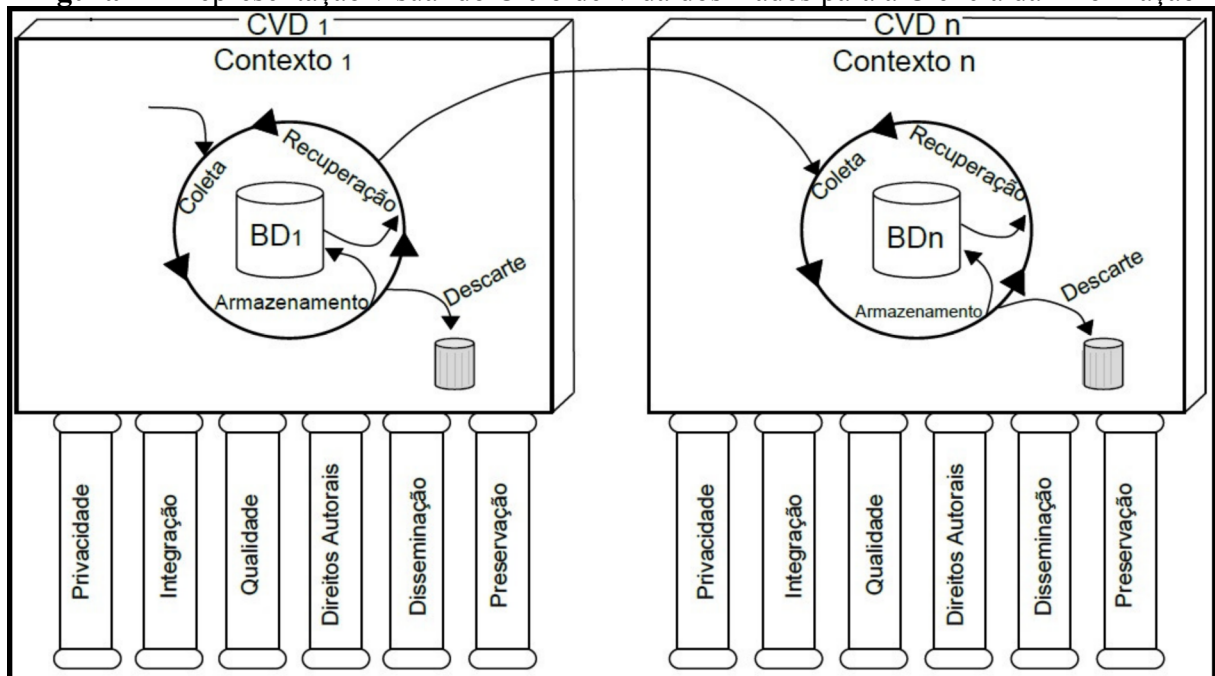 CVD 1
Contexto 1
Coleta
Recuperação
BD1
Armazenamento
Descarte
Privacidade
Integração
Qualidade
Direitos Autorais
Disseminação
Preservação
CVD n
Contexto n
Coleta
Recuperação
BDn
Armazenamento
Descarte
Privacidade
Integração
Qualidade
Direitos Autorais
Disseminação
Preservação